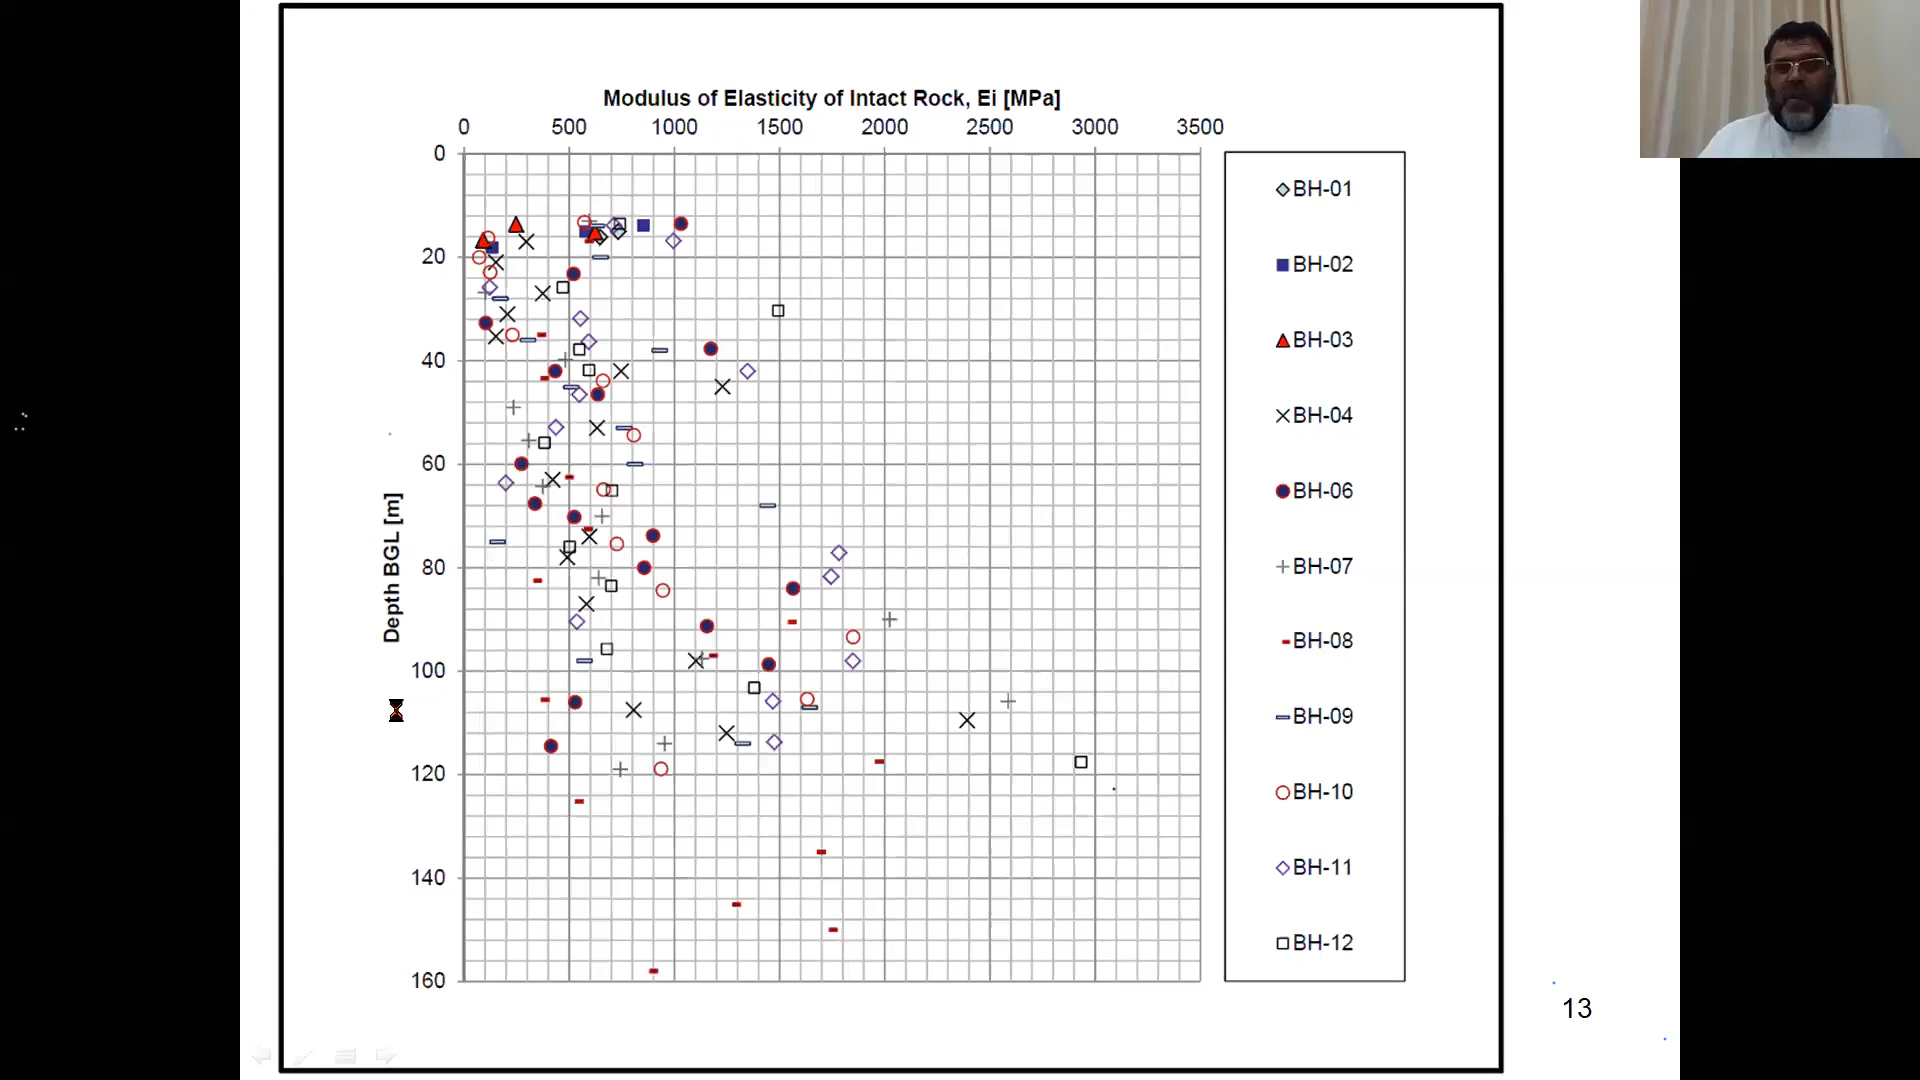 Modulus of Elasticity of Intact Rock, Ei [MPa]
0 500 1000 1500 2000 2500 3000 3500
0
20
40
60
80
100
120
140
160
Depth BGL [m]
BH-01
BH-02
BH-03
BH-04
BH-06
BH-07
BH-08
BH-09
BH-10
BH-11
BH-12
13